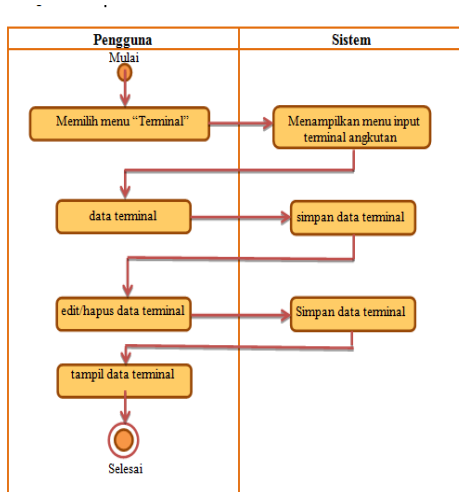 Pengguna
Sistem
Mulai
Memilih menu “Terminal”
Menampilkan menu input
terminal angkutan
data terminal
simpan data terminal
edit/hapus data terminal
Simpan data terminal
tampil data terminal
Selesai